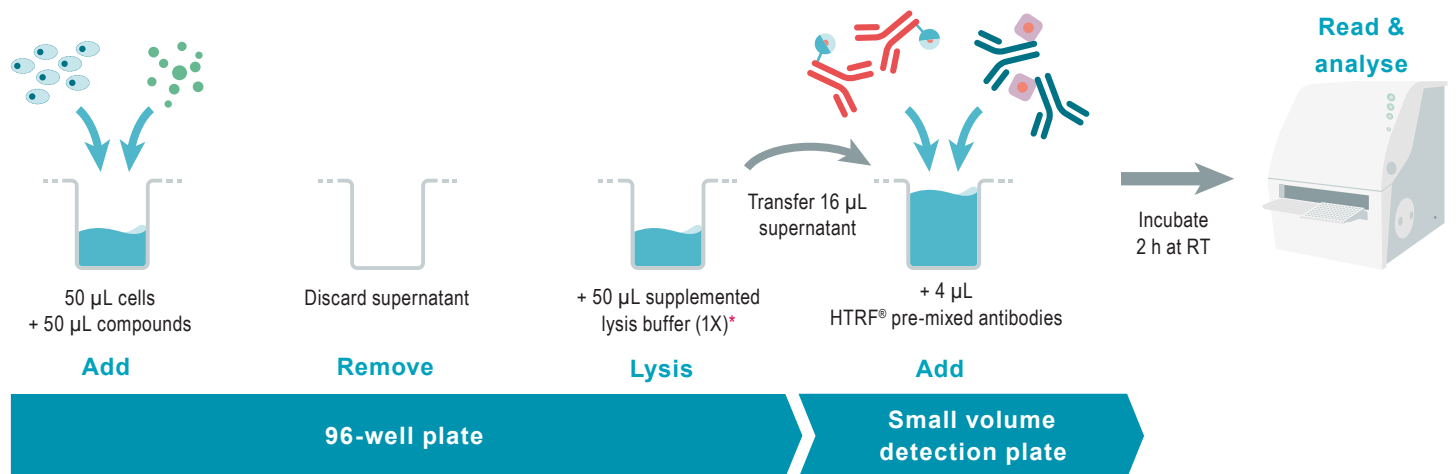 50 µL cells
+ 50 µL compounds
Add
Discard supernatant
Remove
+ 50 µL supplemented
lysis buffer (1X)*
Lysis
Transfer 16 µL
supernatant
+ 4 µL
HTRF® pre-mixed antibodies
Add
Incubate
2 h at RT
Read &
analyse
96-well plate
Small volume
detection plate